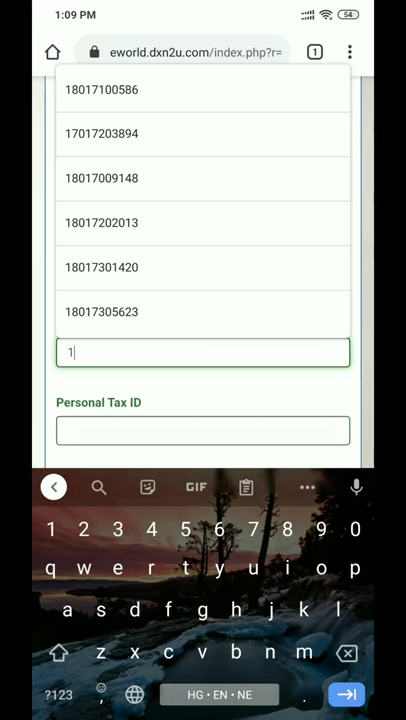 1:09 PM
54
eworld.dxn2u.com/index.php?r=
1
18017100586
17017203894
18017009148
18017202013
18017301420
18017305623
1
Personal Tax ID
GIF
1 2 3 4 5 6 7 8 9 0
q w e r t y u i o p
a s d f g h j k l
z x c v b n m
?123 , HG • EN • NE .